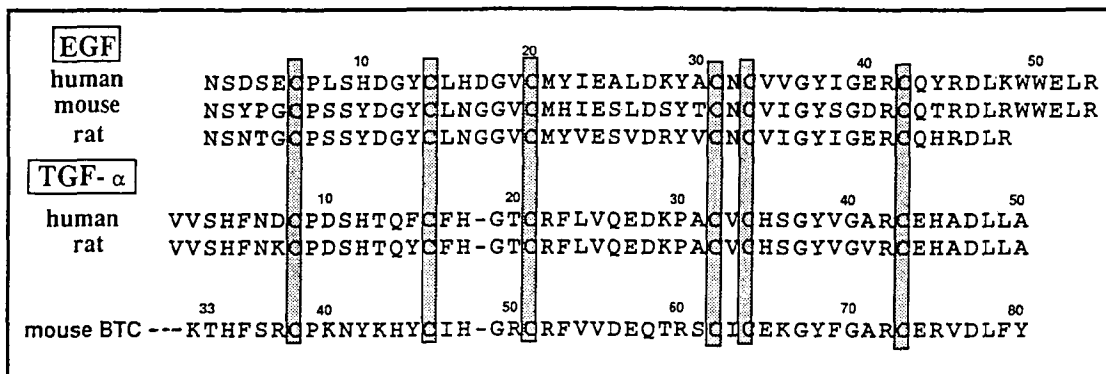 EGF
10 20 30 40 50
human NSDSECPLSHDGYCLHDGVCMYIEALDKYACNCVVGYIGERCQYRDLKWWELR
mouse NSYPGCPSSYDGYCLNGGVCMHIESLDSYTCNCVIGYSGDRCQTRDLRWWELR
rat NSNTGCPSSYDGYCLNGGVCMYVESVDRYVCNCVIGYIGERCQHRDLR
TGF- α
10 20 30 40 50
human VVSHFNDCPDSHTQFCFH-GTCRFLVQEDKPACVCHSGYVGARCEHADLLA
rat VVSHFNKCPDSHTQYCFH-GTCRFLVQEDKPACVCHSGYVGVRCEHADLLA
33 40 50 60 70 80
mouse BTC ---KTHFSRCPKNYKHYCIH-GRCRFVVDEQTRSCICEKGYFGARCERVDLFY